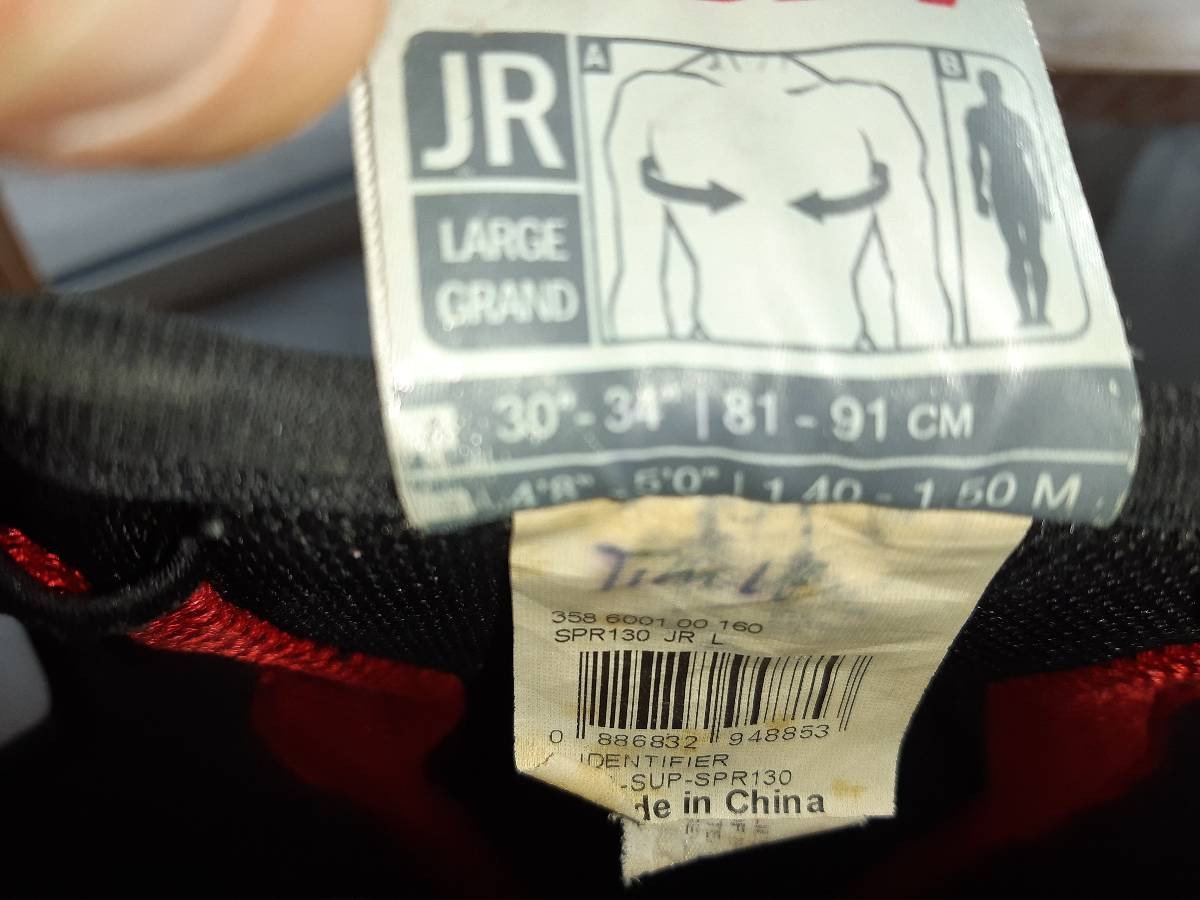 JR
A
B
LARGE
GRAND
A 30"- 34" | 81 - 91 CM
4'8" - 5'0" | 1.40 - 1.50 M
358 6001 00 160
SPR130 JR L
0 886832 948853
IDENTIFIER
-SUP-SPR130
de in China